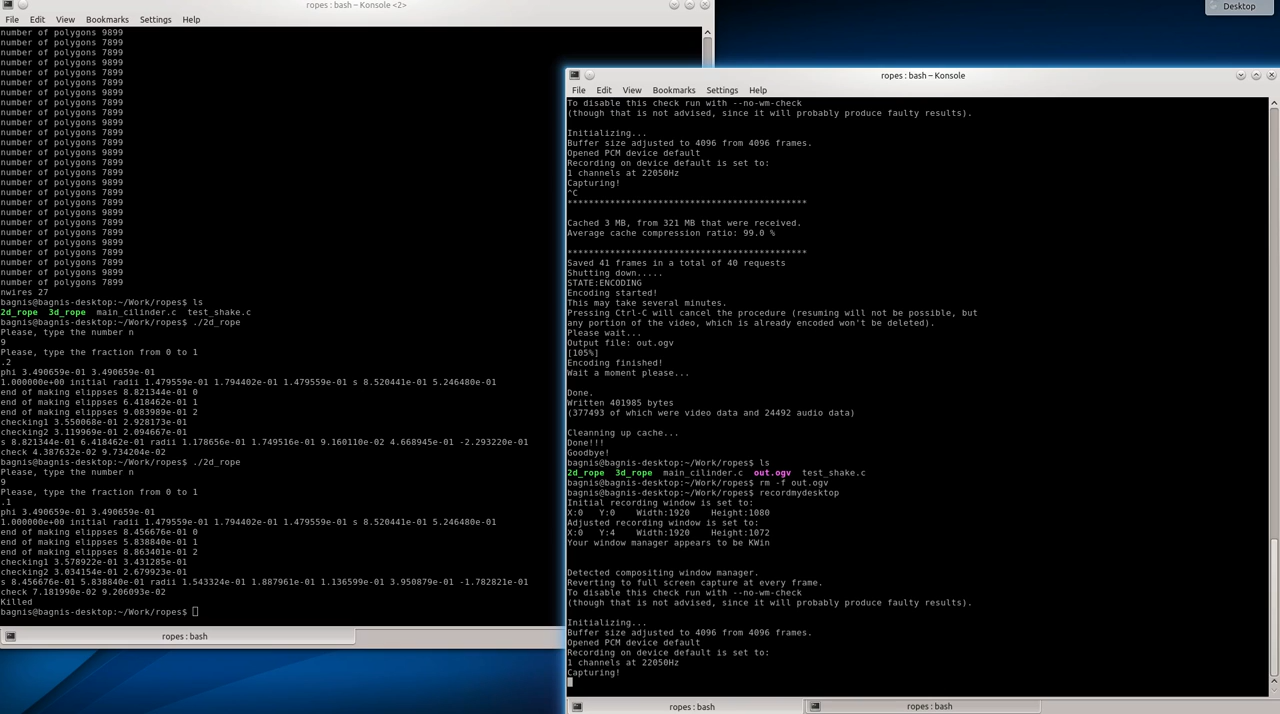 ropes : bash – Konsole <2>
File Edit View Bookmarks Settings Help
number of polygons 9899
number of polygons 7899
number of polygons 7899
number of polygons 9899
number of polygons 7899
number of polygons 7899
number of polygons 9899
number of polygons 7899
number of polygons 7899
number of polygons 9899
number of polygons 7899
number of polygons 7899
number of polygons 9899
number of polygons 9899
number of polygons 7899
number of polygons 9899
number of polygons 7899
number of polygons 7899
number of polygons 9899
number of polygons 7899
number of polygons 7899
number of polygons 9899
number of polygons 7899
number of polygons 7899
number of polygons 9899
number of polygons 7899
nwires 27
bagnis@bagnis-desktop:~/Work/ropes$ ls
2d_rope 3d_rope main_cilinder.c test_shake.c
bagnis@bagnis-desktop:~/Work/ropes$ ./2d_rope
Please, type the number n
9
Please, type the fraction from 0 to 1
.2
phi 3.490659e-01 3.490659e-01
1.000000e+00 initial radii 1.479559e-01 1.794402e-01 1.479559e-01 s 8.520441e-01 5.246480e-01
end of making elippses 8.821344e-01 0
end of making elippses 6.418462e-01 1
end of making elippses 9.083989e-01 2
checking1 3.550068e-01 2.928173e-01
checking2 3.119969e-01 2.094667e-01
s 8.821344e-01 6.418462e-01 radii 1.178656e-01 1.749516e-01 9.160110e-02 4.668945e-01 -2.293220e-01
check 4.387632e-02 9.734204e-02
bagnis@bagnis-desktop:~/Work/ropes$ ./2d_rope
Please, type the number n
9
Please, type the fraction from 0 to 1
.1
phi 3.490659e-01 3.490659e-01
1.000000e+00 initial radii 1.479559e-01 1.794402e-01 1.479559e-01 s 8.520441e-01 5.246480e-01
end of making elippses 8.456676e-01 0
end of making elippses 5.838840e-01 1
end of making elippses 8.863401e-01 2
checking1 3.578922e-01 3.431285e-01
checking2 3.034154e-01 2.679923e-01
s 8.456676e-01 5.838840e-01 radii 1.543324e-01 1.887961e-01 1.136599e-01 3.950879e-01 -1.782821e-01
check 7.181990e-02 9.206093e-02
Killed
bagnis@bagnis-desktop:~/Work/ropes$
ropes : bash
Desktop
ropes : bash – Konsole
File Edit View Bookmarks Settings Help
To disable this check run with --no-wm-check
(though that is not advised, since it will probably produce faulty results).
Initializing...
Buffer size adjusted to 4096 from 4096 frames.
Opened PCM device default
Recording on device default is set to:
1 channels at 22050Hz
Capturing!
^C
*********************************************
Cached 3 MB, from 321 MB that were received.
Average cache compression ratio: 99.0 %
*********************************************
Saved 41 frames in a total of 40 requests
Shutting down.....
STATE:ENCODING
Encoding started!
This may take several minutes.
Pressing Ctrl-C will cancel the procedure (resuming will not be possible, but
any portion of the video, which is already encoded won't be deleted).
Please wait...
Output file: out.ogv
[105%]
Encoding finished!
Wait a moment please...
Done.
Written 401985 bytes
(377493 of which were video data and 24492 audio data)
Cleanning up cache...
Done!!!
Goodbye!
bagnis@bagnis-desktop:~/Work/ropes$ ls
2d_rope 3d_rope main_cilinder.c out.ogv test_shake.c
bagnis@bagnis-desktop:~/Work/ropes$ rm -f out.ogv
bagnis@bagnis-desktop:~/Work/ropes$ recordmydesktop
Initial recording window is set to:
X:0 Y:0 Width:1920 Height:1080
Adjusted recording window is set to:
X:0 Y:4 Width:1920 Height:1072
Your window manager appears to be KWin
Detected compositing window manager.
Reverting to full screen capture at every frame.
To disable this check run with --no-wm-check
(though that is not advised, since it will probably produce faulty results).
Initializing...
Buffer size adjusted to 4096 from 4096 frames.
Opened PCM device default
Recording on device default is set to:
1 channels at 22050Hz
Capturing!
ropes : bash
ropes : bash